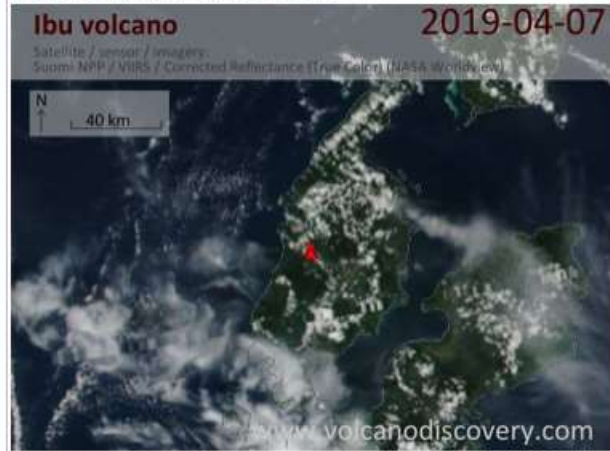 Ibu volcano
2019-04-07
Satellite / sensor / imagery:
Suomi NPP / VIIRS / Corrected Reflectance (True Color) (NASA Worldview)
N
40 km
www.volcanodiscovery.com